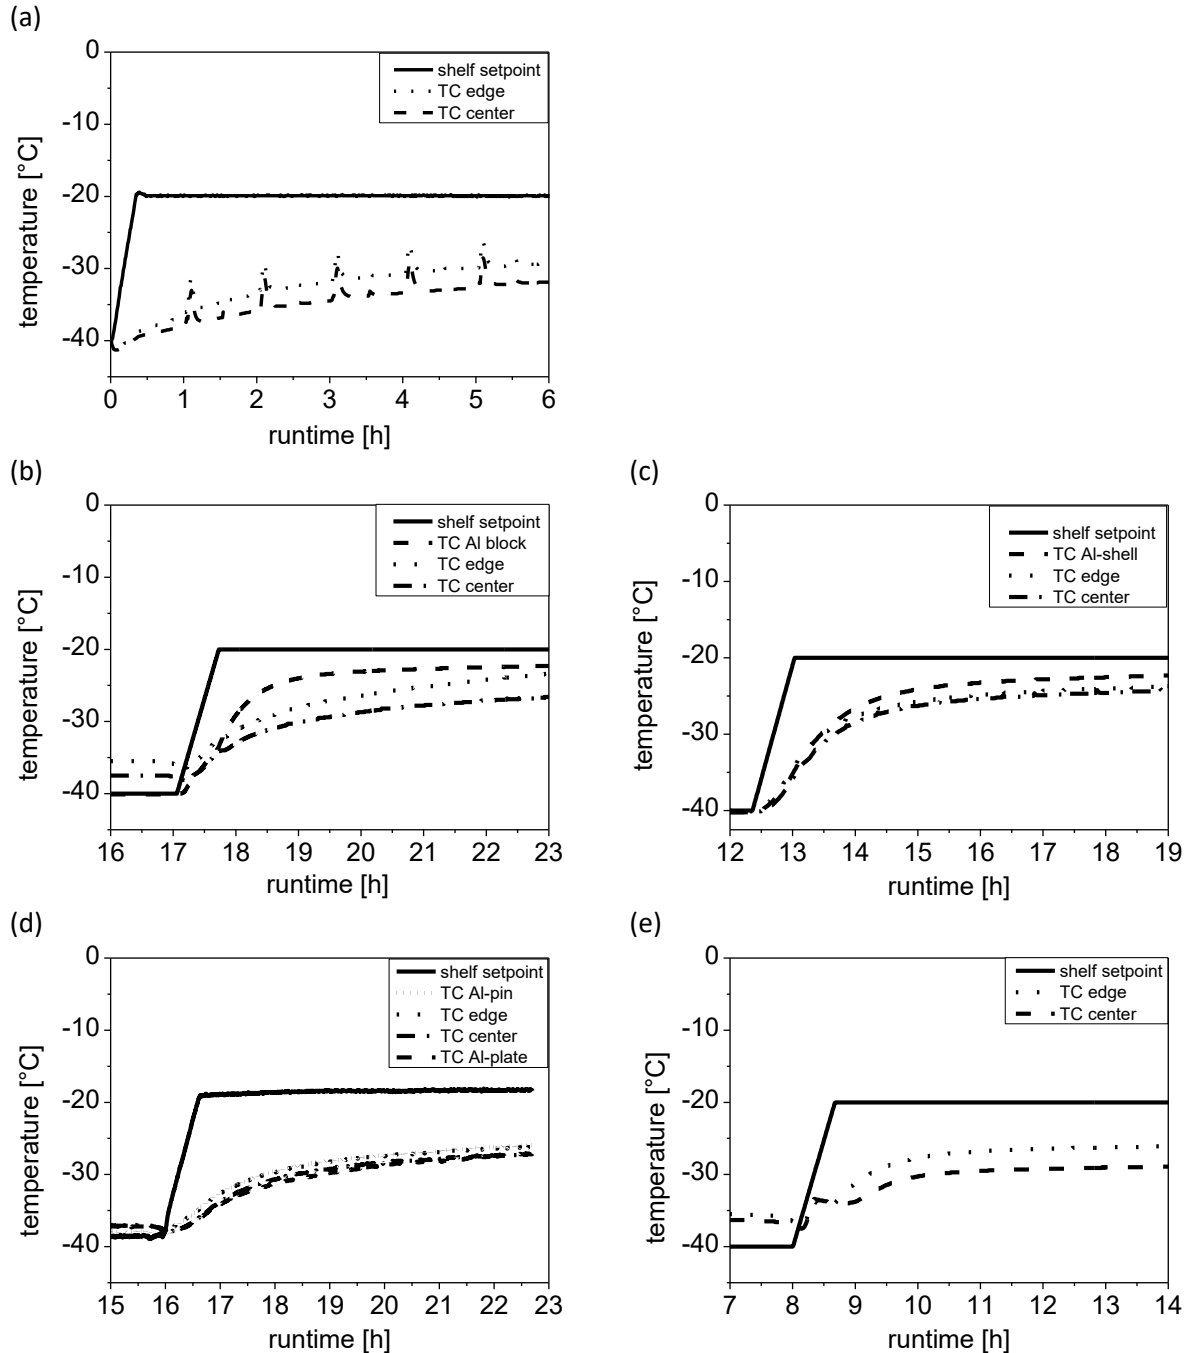 (a)
0
-10
-20
-30
-40
temperature [°C]
shelf setpoint
TC edge
TC center
0 1 2 3 4 5 6
runtime [h]
(b)
0
-10
-20
-30
-40
temperature [°C]
shelf setpoint
TC Al block
TC edge
TC center
16 17 18 19 20 21 22 23
runtime [h]
(c)
0
-10
-20
-30
-40
temperature [°C]
shelf setpoint
TC Al-shell
TC edge
TC center
12 13 14 15 16 17 18 19
runtime [h]
(d)
0
-10
-20
-30
-40
temperature [°C]
shelf setpoint
TC Al-pin
TC edge
TC center
TC Al-plate
15 16 17 18 19 20 21 22 23
runtime [h]
(e)
0
-10
-20
-30
-40
temperature [°C]
shelf setpoint
TC edge
TC center
7 8 9 10 11 12 13 14
runtime [h]